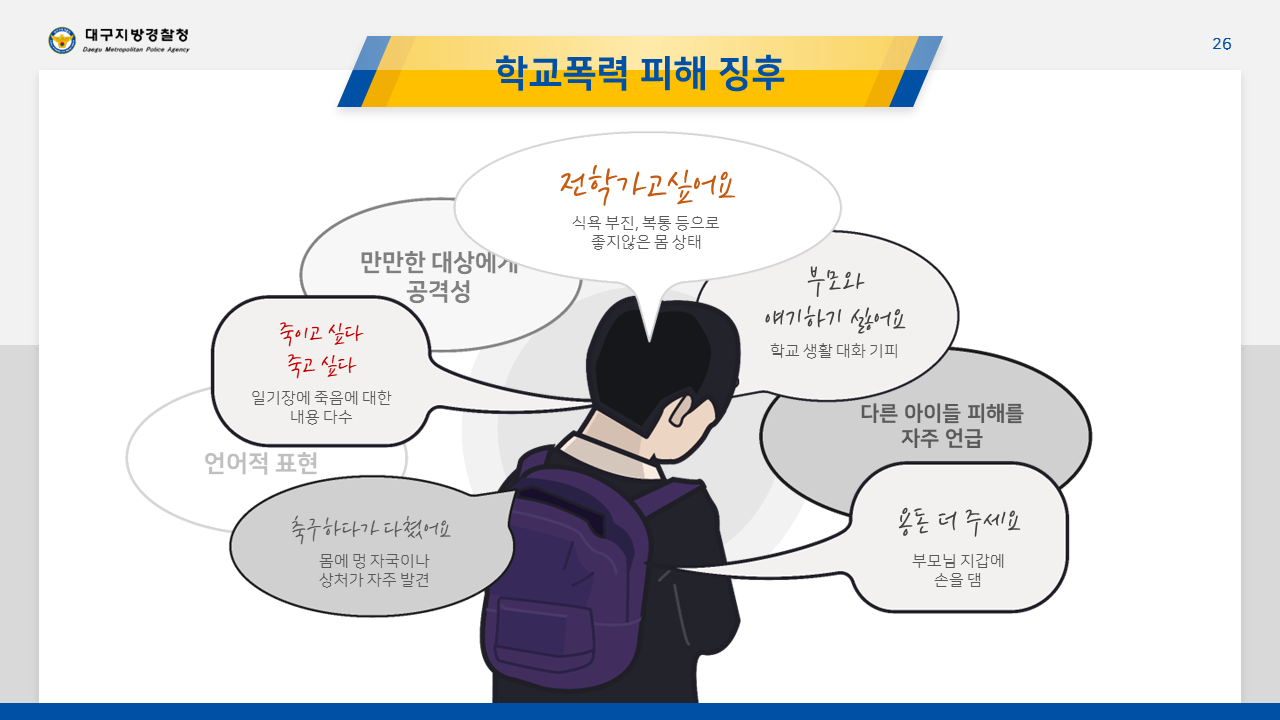 대구지방경찰청
Daegu Metropolitan Police Agency
26
학교폭력 피해 징후
전학가고싶어요
식욕 부진, 복통 등으로
좋지않은 몸 상태
만만한 대상에게
공격성
부모와
얘기하기 싫어요
학교 생활 대화 기피
죽이고 싶다
죽고 싶다
일기장에 죽음에 대한
내용 다수
다른 아이들 피해를
자주 언급
언어적 표현
축구하다가 다쳤어요
몸에 멍 자국이나
상처가 자주 발견
용돈 더 주세요
부모님 지갑에
손을 댐